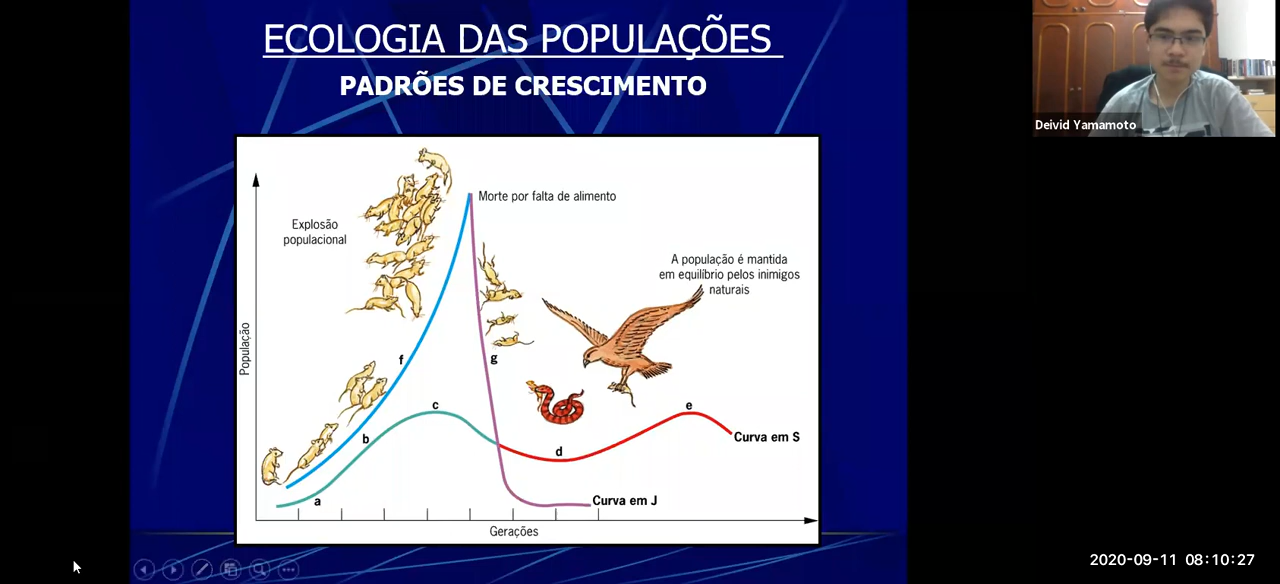 ECOLOGIA DAS POPULAÇÕES
PADRÕES DE CRESCIMENTO
Deivid Yamamoto
Morte por falta de alimento
Explosão
populacional
A população é mantida
em equilíbrio pelos inimigos
naturais
População
f
g
c
e
b
d
Curva em S
a
Curva em J
Gerações
2020-09-11 08:10:27